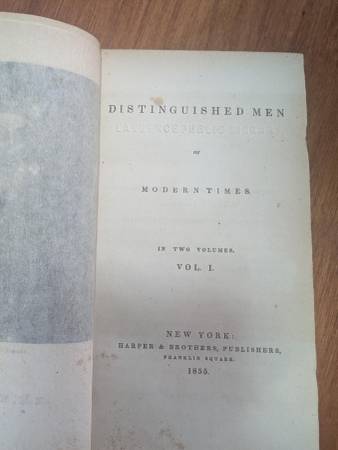 DISTINGUISHED MEN
OF
MODERN TIMES.
IN TWO VOLUMES.
VOL. I.
NEW YORK:
HARPER & BROTHERS, PUBLISHERS,
FRANKLIN SQUARE.
1855.